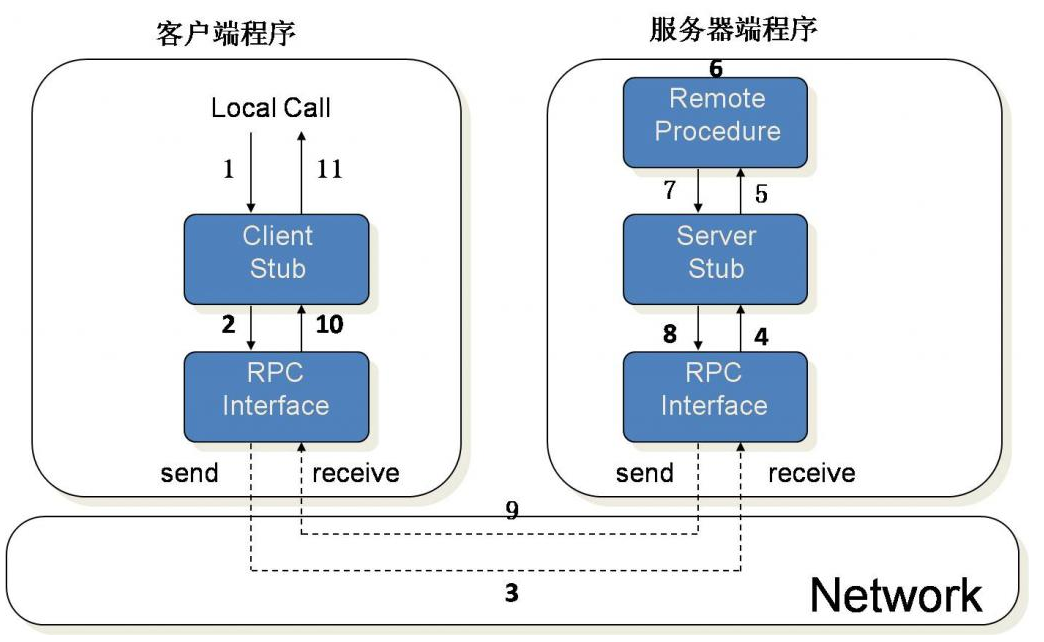 客户端程序
服务器端程序
Local Call
1
11
Client
Stub
2
10
RPC
Interface
send
receive
6
Remote
Procedure
7
5
Server
Stub
8
4
RPC
Interface
send
receive
9
3
Network